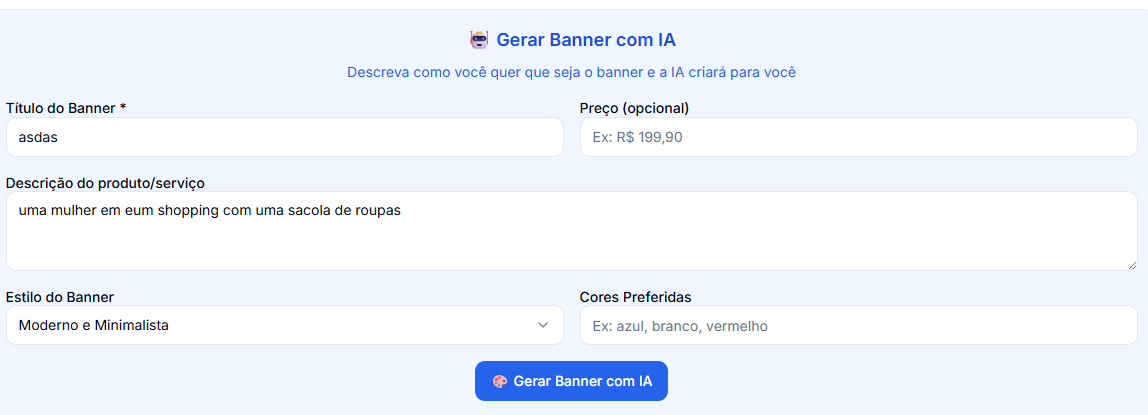 Gerar Banner com IA
Descreva como você quer que seja o banner e a IA criará para você
Título do Banner *
Preço (opcional)
asdas
Ex: R$ 199,90
Descrição do produto/serviço
uma mulher em eum shopping com uma sacola de roupas
Estilo do Banner
Cores Preferidas
Moderno e Minimalista
Ex: azul, branco, vermelho
Gerar Banner com IA